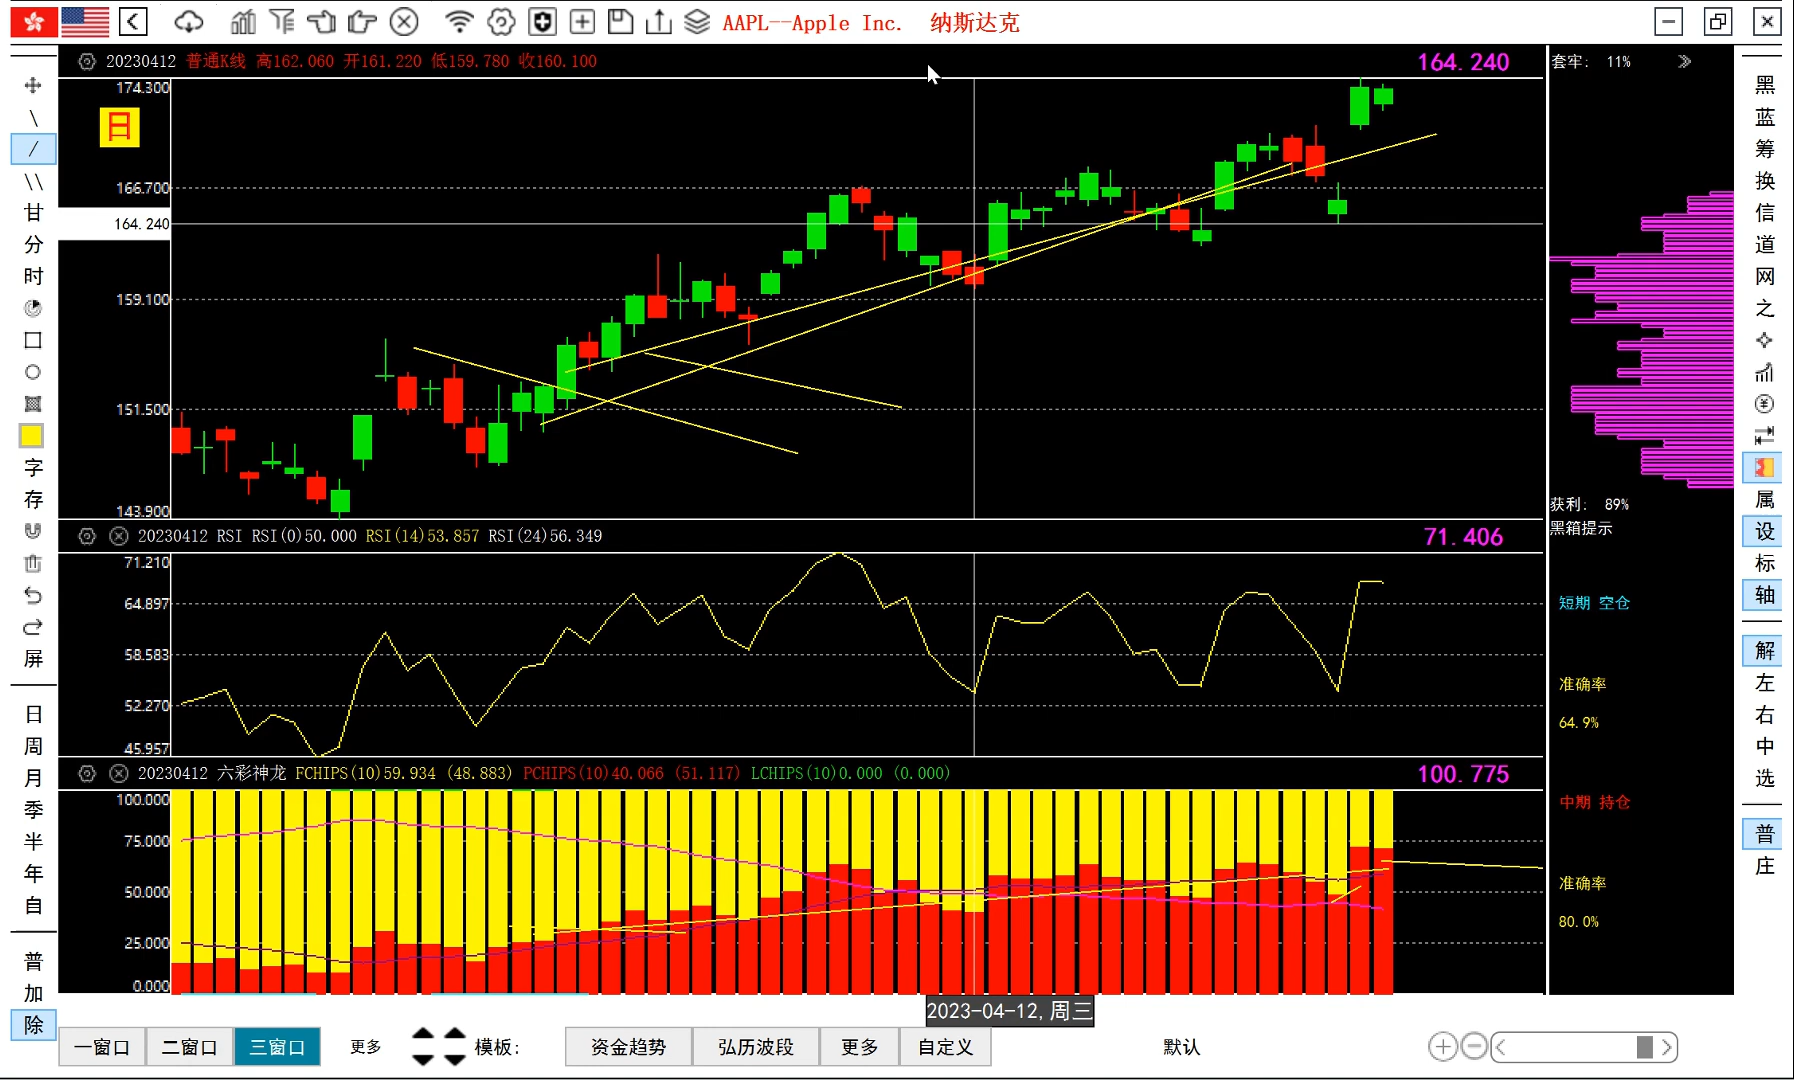 AAPL--Apple Inc. 纳斯达克
20230412 普通K线 高162.060 开161.220 低159.780 收160.100
164.240
套牢: 11%
174.300
日
166.700
164.240
159.100
151.500
143.900
获利: 89%
黑箱提示
20230412 RSI RSI(0)50.000 RSI(14)53.857 RSI(24)56.349
71.406
71.210
64.897
58.583
52.270
45.957
短期 空仓
准确率
64.9%
20230412 六彩神龙 FCHIPS(10)59.934 (48.883) PCHIPS(10)40.066 (51.117) LCHIPS(10)0.000 (0.000)
100.775
100.000
75.000
50.000
25.000
0.000
中期 持仓
准确率
80.0%
2023-04-12,周三
甘
分
时
字
存
屏
日
周
月
季
半
年
自
普
加
除
黑
蓝
筹
换
信
道
网
之
属
设
标
轴
解
左
右
中
选
普
庄
一窗口 二窗口 三窗口 更多 模板: 资金趋势 弘历波段 更多 自定义 默认